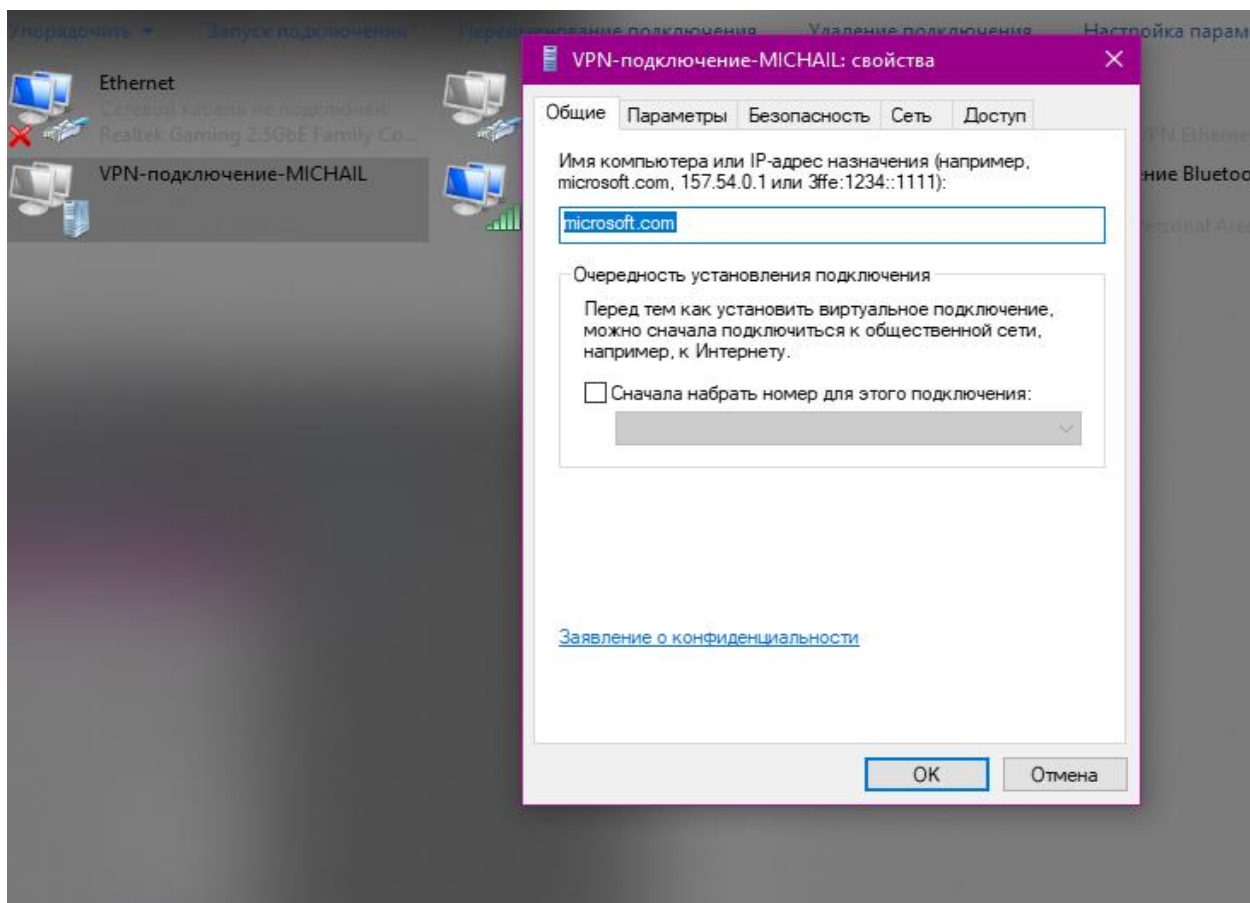 Упорядочить
Запуск подключения
Переименование подключения
Удаление подключения
Настройка парам
Ethernet
Сетевой кабель не подключен
Realtek Gaming 2.5GbE Family Co...
VPN-подключение-MICHAIL
VPN Etherne
ние Bluetoo
ersonal Are
VPN-подключение-MICHAIL: свойства
Общие
Параметры
Безопасность
Сеть
Доступ
Имя компьютера или IP-адрес назначения (например,
microsoft.com, 157.54.0.1 или 3ffe:1234::1111):
microsoft.com
Очередность установления подключения
Перед тем как установить виртуальное подключение,
можно сначала подключиться к общественной сети,
например, к Интернету.
Сначала набрать номер для этого подключения:
Заявление о конфиденциальности
OK
Отмена